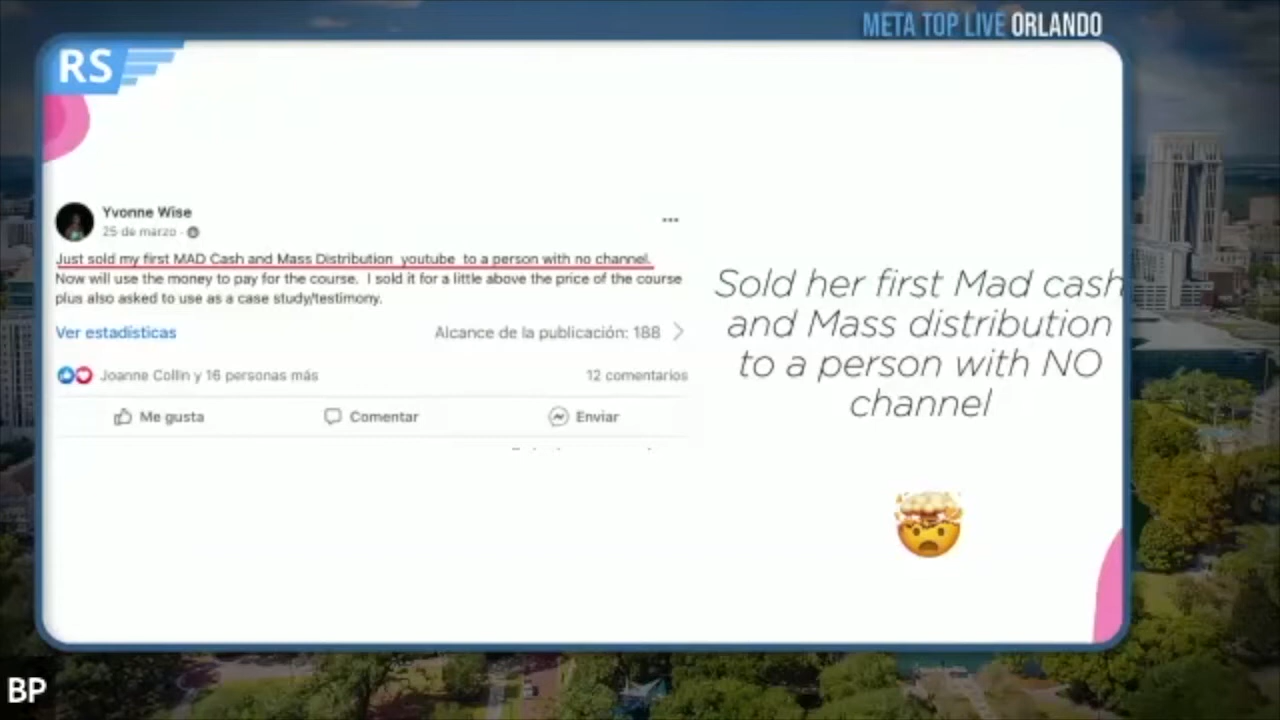 META TOP LIVE ORLANDO
RS
Yvonne Wise
25 de marzo ·
Just sold my first MAD Cash and Mass Distribution youtube to a person with no channel.
Now will use the money to pay for the course. I sold it for a little above the price of the course
plus also asked to use as a case study/testimony.
Ver estadísticas
Alcance de la publicación: 188
Joanne Collin y 16 personas más
12 comentarios
Me gusta
Comentar
Enviar
Sold her first Mad cash
and Mass distribution
to a person with NO
channel
BP